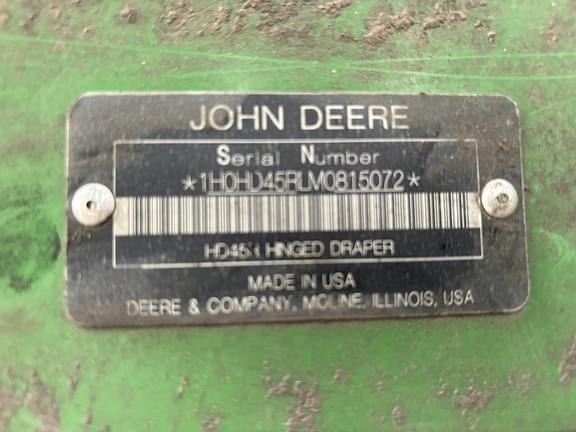 JOHN DEERE
Serial Number
*1H0HD45RLM0815072*
HD45R HINGED DRAPER
MADE IN USA
DEERE & COMPANY, MOLINE, ILLINOIS, USA